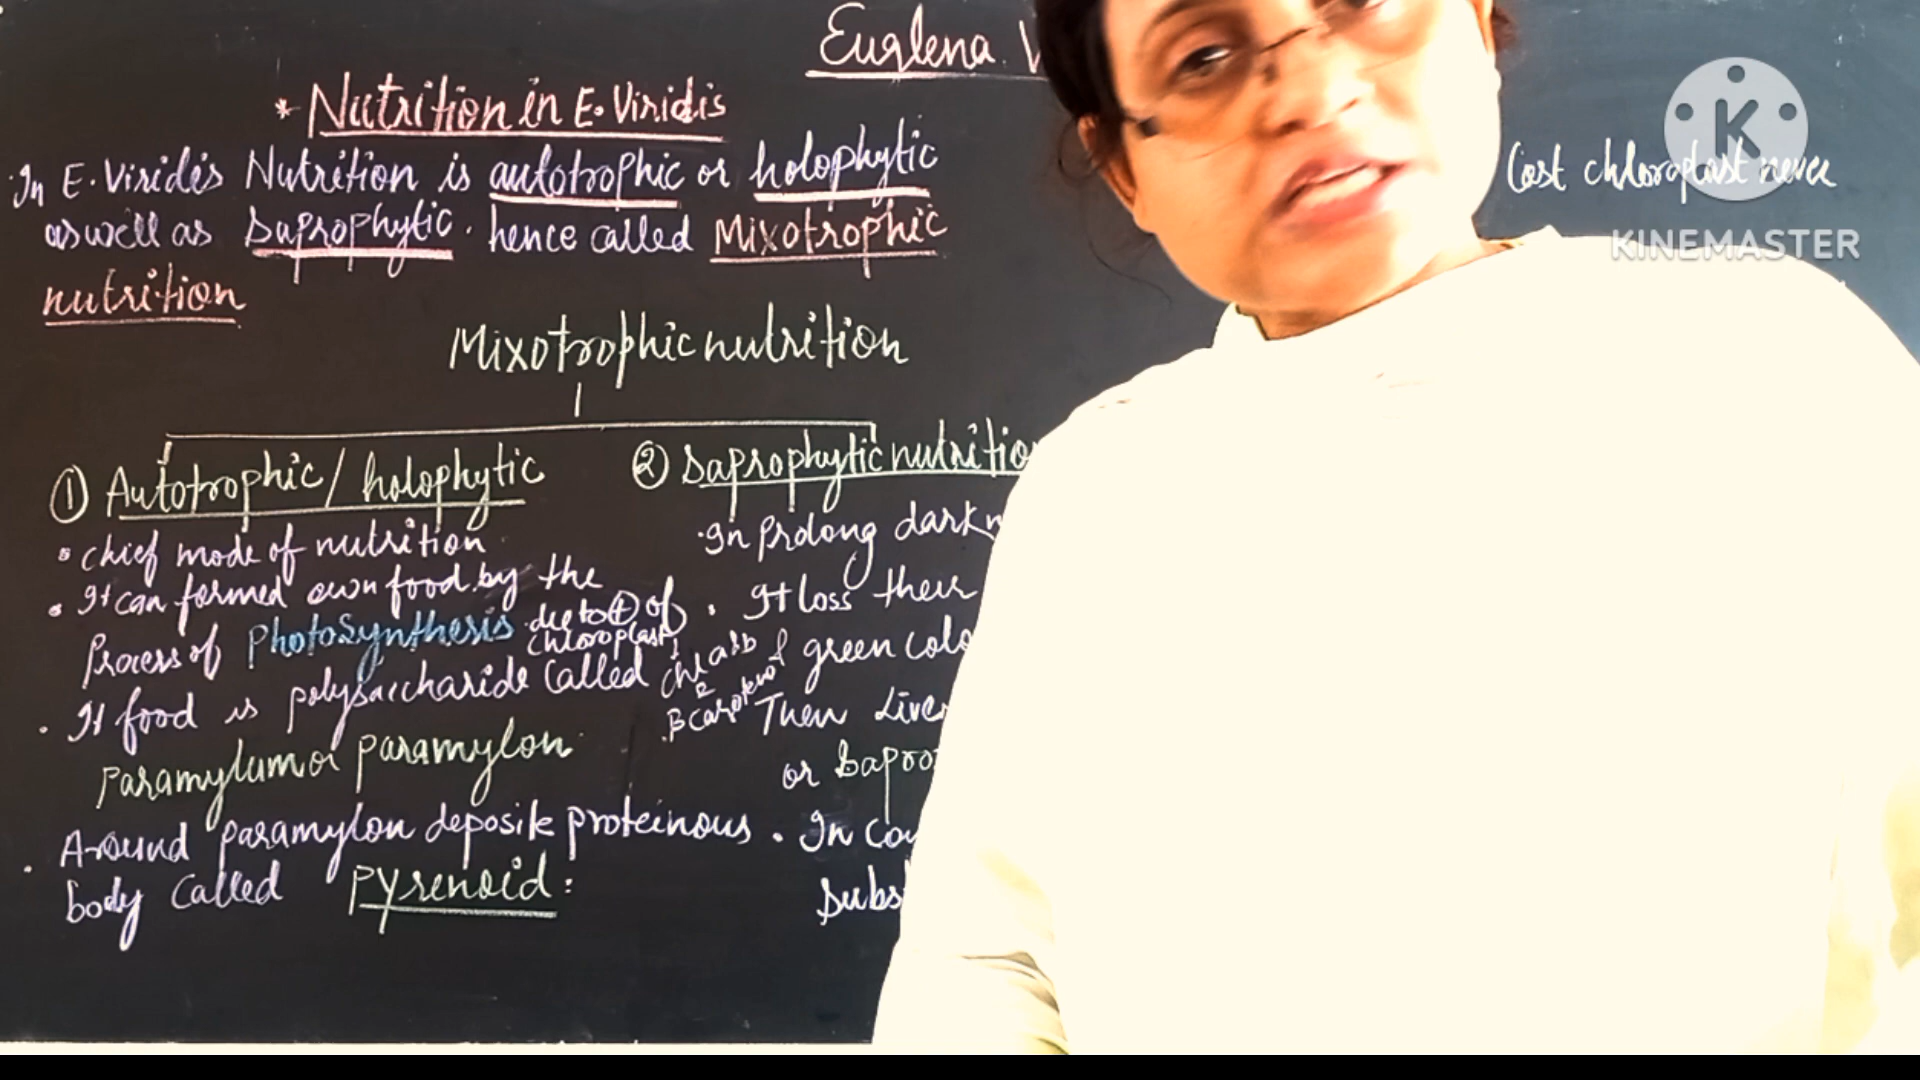 Euglena V
* Nutrition in E. Viridis
In E. Viridis Nutrition is autotrophic or holophytic
as well as saprophytic. hence called Mixotrophic
nutrition
Mixotrophic nutrition
① Autotrophic / holophytic
• chief mode of nutrition
• It can formed own food by the
Process of Photosynthesis due to ④ of
chloroplast
• It food is polysaccharide called chl a & b
Paramylum or paramylon
B carotene
• Around paramylon deposite proteinous
body called Pyrenoid:
② Saprophytic nutritio
• In Prolong darkn
• It loss their
& green colo
Then Live
or Sapro
• In Co
Subs
Lost chloroplast never
K
KINEMASTER